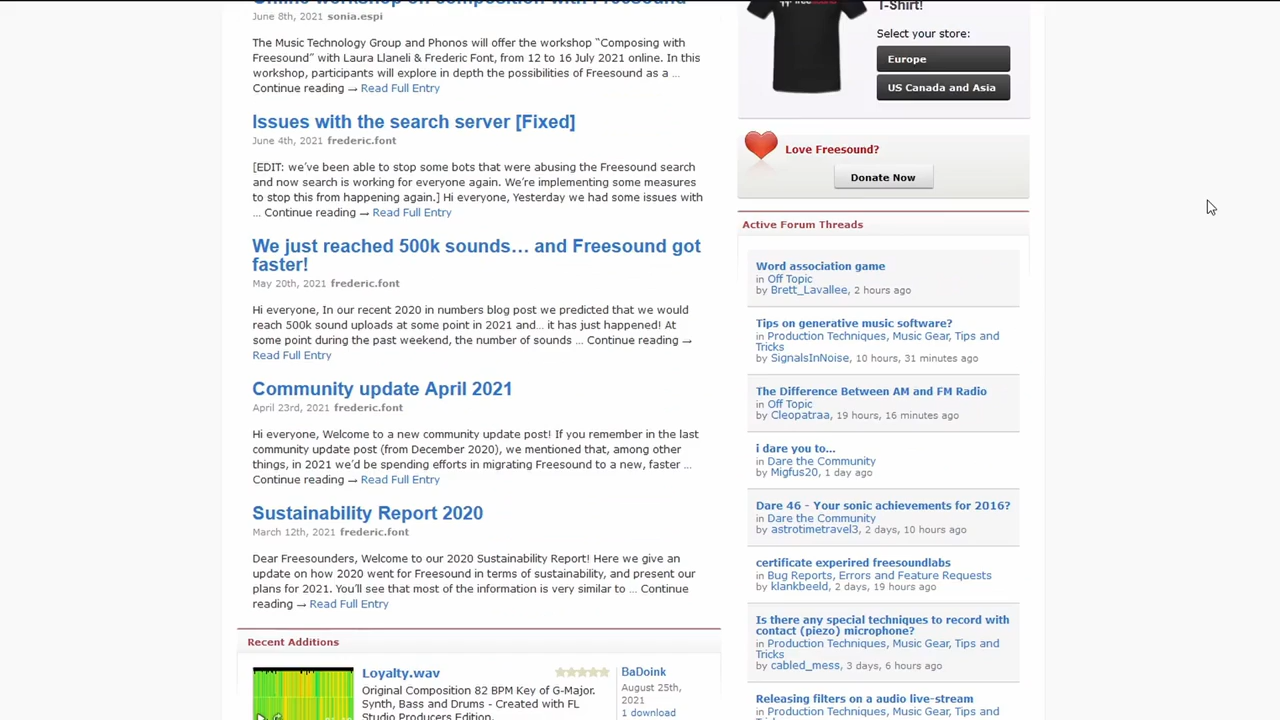 Online workshop on composition with Freesound
June 8th, 2021 sonia.espi
The Music Technology Group and Phonos will offer the workshop “Composing with
Freesound” with Laura Llaneli & Frederic Font, from 12 to 16 July 2021 online. In this
workshop, participants will explore in depth the possibilities of Freesound as a …
Continue reading → Read Full Entry
Issues with the search server [Fixed]
June 4th, 2021 frederic.font
[EDIT: we’ve been able to stop some bots that were abusing the Freesound search
and now search is working for everyone again. We’re implementing some measures
to stop this from happening again.] Hi everyone, Yesterday we had some issues with
… Continue reading → Read Full Entry
We just reached 500k sounds… and Freesound got
faster!
May 20th, 2021 frederic.font
Hi everyone, In our recent 2020 in numbers blog post we predicted that we would
reach 500k sound uploads at some point in 2021 and… it has just happened! At
some point during the past weekend, the number of sounds … Continue reading →
Read Full Entry
Community update April 2021
April 23rd, 2021 frederic.font
Hi everyone, Welcome to a new community update post! If you remember in the last
community update post (from December 2020), we mentioned that, among other
things, in 2021 we’d be spending efforts in migrating Freesound to a new, faster …
Continue reading → Read Full Entry
Sustainability Report 2020
March 12th, 2021 frederic.font
Dear Freesounders, Welcome to our 2020 Sustainability Report! Here we give an
update on how 2020 went for Freesound in terms of sustainability, and present our
plans for 2021. You’ll see that most of the information is very similar to … Continue
reading → Read Full Entry
Recent Additions
Loyalty.wav
Original Composition 82 BPM Key of G-Major.
Synth, Bass and Drums - Created with FL
Studio Producers Edition.
BaDoink
August 25th,
2021
1 download
T-Shirt!
Select your store:
Europe
US Canada and Asia
Love Freesound?
Donate Now
Active Forum Threads
Word association game
in Off Topic
by Brett_Lavallee, 2 hours ago
Tips on generative music software?
in Production Techniques, Music Gear, Tips and
Tricks
by SignalsInNoise, 10 hours, 31 minutes ago
The Difference Between AM and FM Radio
in Off Topic
by Cleopatraa, 19 hours, 16 minutes ago
i dare you to...
in Dare the Community
by Migfus20, 1 day ago
Dare 46 - Your sonic achievements for 2016?
in Dare the Community
by astrotimetravel3, 2 days, 10 hours ago
certificate experired freesoundlabs
in Bug Reports, Errors and Feature Requests
by klankbeeld, 2 days, 19 hours ago
Is there any special techniques to record with
contact (piezo) microphone?
in Production Techniques, Music Gear, Tips and
Tricks
by cabled_mess, 3 days, 6 hours ago
Releasing filters on a audio live-stream
in Production Techniques, Music Gear, Tips and